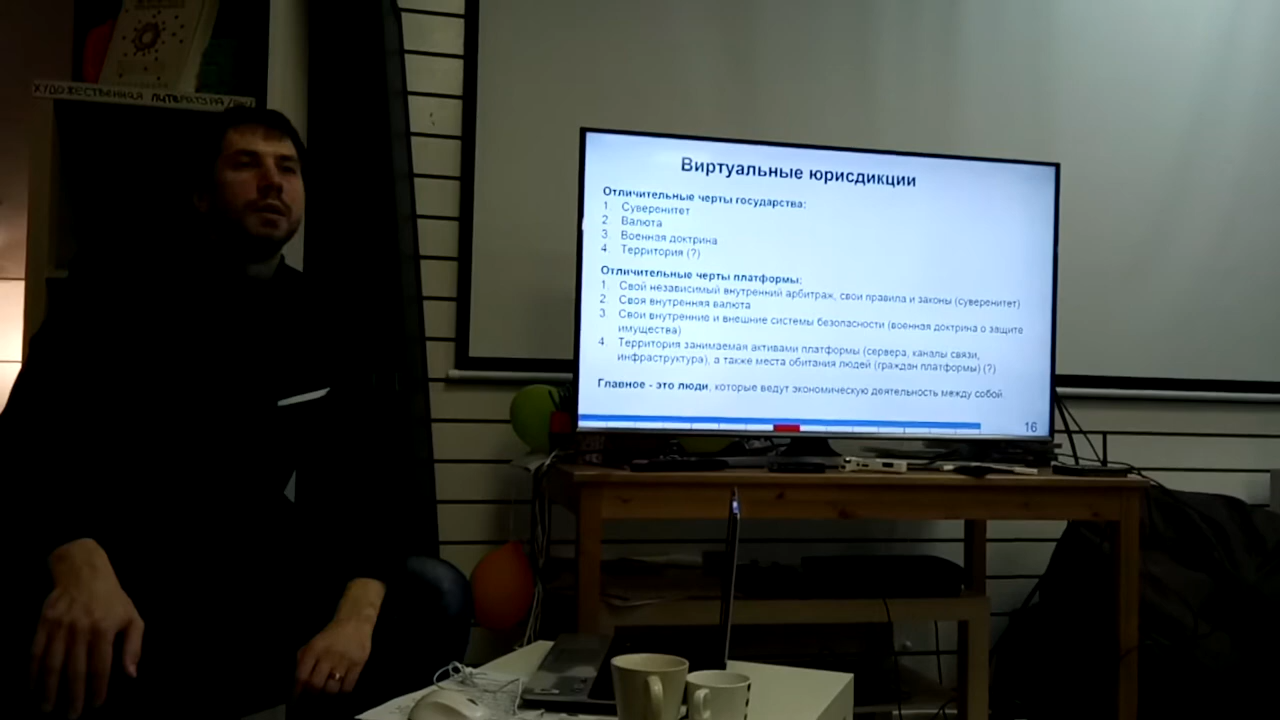 ХУДОЖЕСТВЕННАЯ ЛИТЕРАТУРА
Виртуальные юрисдикции
Отличительные черты государства:
1. Суверенитет
2. Валюта
3. Военная доктрина
4. Территория (?)
Отличительные черты платформы:
1. Свой независимый внутренний арбитраж, свои правила и законы (суверенитет)
2. Своя внутренняя валюта
3. Свои внутренние и внешние системы безопасности (военная доктрина о защите
имущества)
4. Территория занимаемая активами платформы (сервера, каналы связи,
инфраструктура), а также места обитания людей (граждан платформы) (?)
Главное - это люди, которые ведут экономическую деятельность между собой.
16